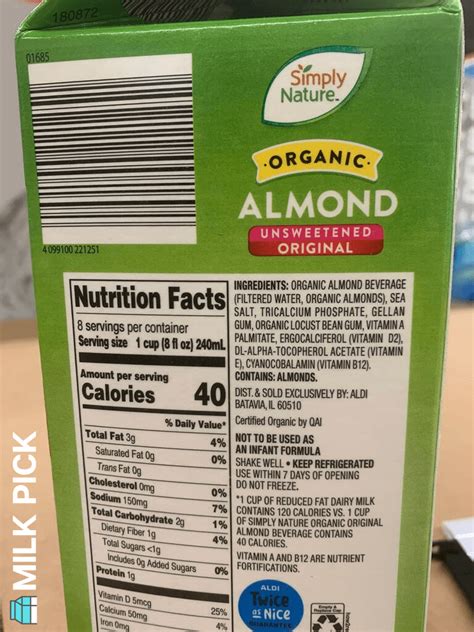 180872
01685
4 099100 221251
Simply
Nature™
·ORGANIC·
ALMOND
UNSWEETENED
ORIGINAL
Nutrition Facts
8 servings per container
Serving size 1 cup (8 fl oz) 240mL
Amount per serving
Calories 40
% Daily Value*
Total Fat 3g 4%
Saturated Fat 0g 0%
Trans Fat 0g
Cholesterol 0mg 0%
Sodium 150mg 7%
Total Carbohydrate 2g 1%
Dietary Fiber 1g 4%
Total Sugars <1g
Includes 0g Added Sugars 0%
Protein 1g
Vitamin D 5mcg 25%
Calcium 50mg 4%
Iron 0mg
INGREDIENTS: ORGANIC ALMOND BEVERAGE
(FILTERED WATER, ORGANIC ALMONDS), SEA
SALT, TRICALCIUM PHOSPHATE, GELLAN
GUM, ORGANIC LOCUST BEAN GUM, VITAMIN A
PALMITATE, ERGOCALCIFEROL (VITAMIN D2),
DL-ALPHA-TOCOPHEROL ACETATE (VITAMIN
E), CYANOCOBALAMIN (VITAMIN B12).
CONTAINS: ALMONDS.
DIST. & SOLD EXCLUSIVELY BY: ALDI
BATAVIA, IL 60510
Certified Organic by QAI
NOT TO BE USED AS
AN INFANT FORMULA
SHAKE WELL • KEEP REFRIGERATED
USE WITHIN 7 DAYS OF OPENING
DO NOT FREEZE.
*1 CUP OF REDUCED FAT DAIRY MILK
CONTAINS 120 CALORIES VS. 1 CUP
OF SIMPLY NATURE ORGANIC ORIGINAL
ALMOND BEVERAGE CONTAINS
40 CALORIES.
VITAMIN A AND B12 ARE NUTRIENT
FORTIFICATIONS.
ALDI
TWICE
as NICE
GUARANTEE
Empty &
Replace Cap
MILK PICK